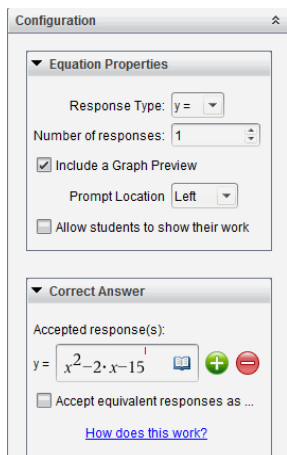 Configuration
Equation Properties
Response Type: y =
Number of responses: 1
Include a Graph Preview
Prompt Location Left
Allow students to show their work
Correct Answer
Accepted response(s):
y = x²−2·x−15
Accept equivalent responses as ...
How does this work?